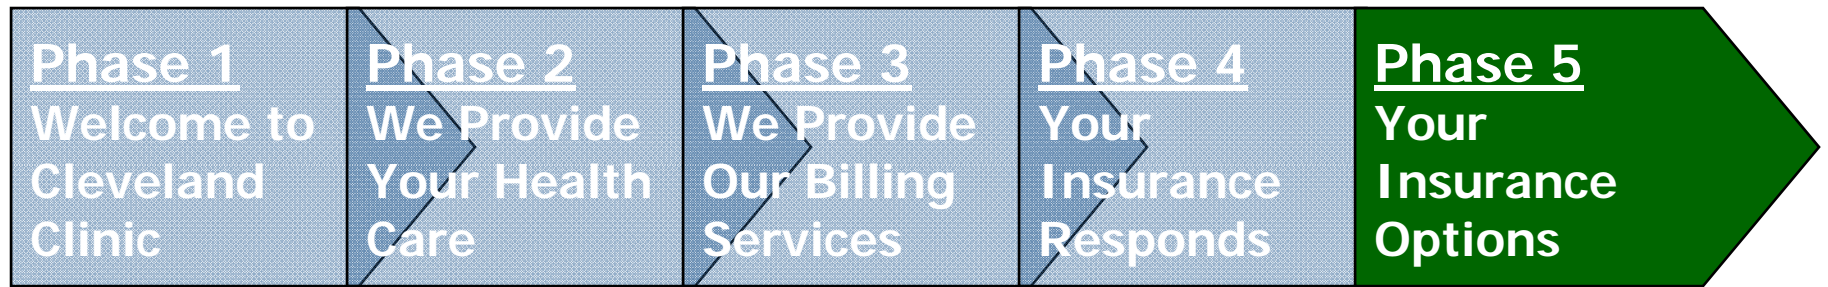 Phase 1
Welcome to
Cleveland
Clinic
Phase 2
We Provide
Your Health
Care
Phase 3
We Provide
Our Billing
Services
Phase 4
Your
Insurance
Responds
Phase 5
Your
Insurance
Options